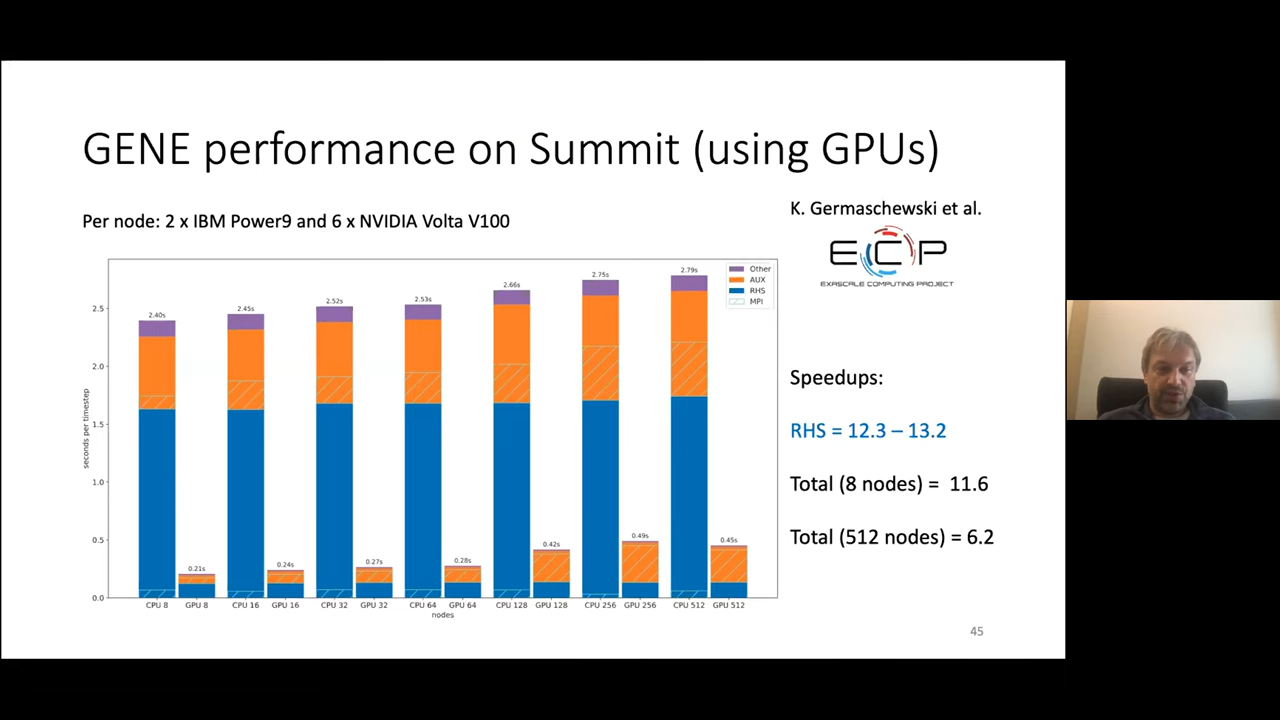 GENE performance on Summit (using GPUs)
Per node: 2 x IBM Power9 and 6 x NVIDIA Volta V100
K. Germaschewski et al.
ECP
EXASCALE COMPUTING PROJECT
Other
AUX
RHS
MPI
2.40s
0.21s
2.45s
0.24s
2.52s
0.27s
2.53s
0.28s
2.66s
0.42s
2.75s
0.49s
2.79s
0.45s
seconds per timestep
2.5
2.0
1.5
1.0
0.5
0.0
CPU 8 GPU 8 CPU 16 GPU 16 CPU 32 GPU 32 CPU 64 GPU 64 CPU 128 GPU 128 CPU 256 GPU 256 CPU 512 GPU 512
nodes
Speedups:
RHS = 12.3 – 13.2
Total (8 nodes) = 11.6
Total (512 nodes) = 6.2
45